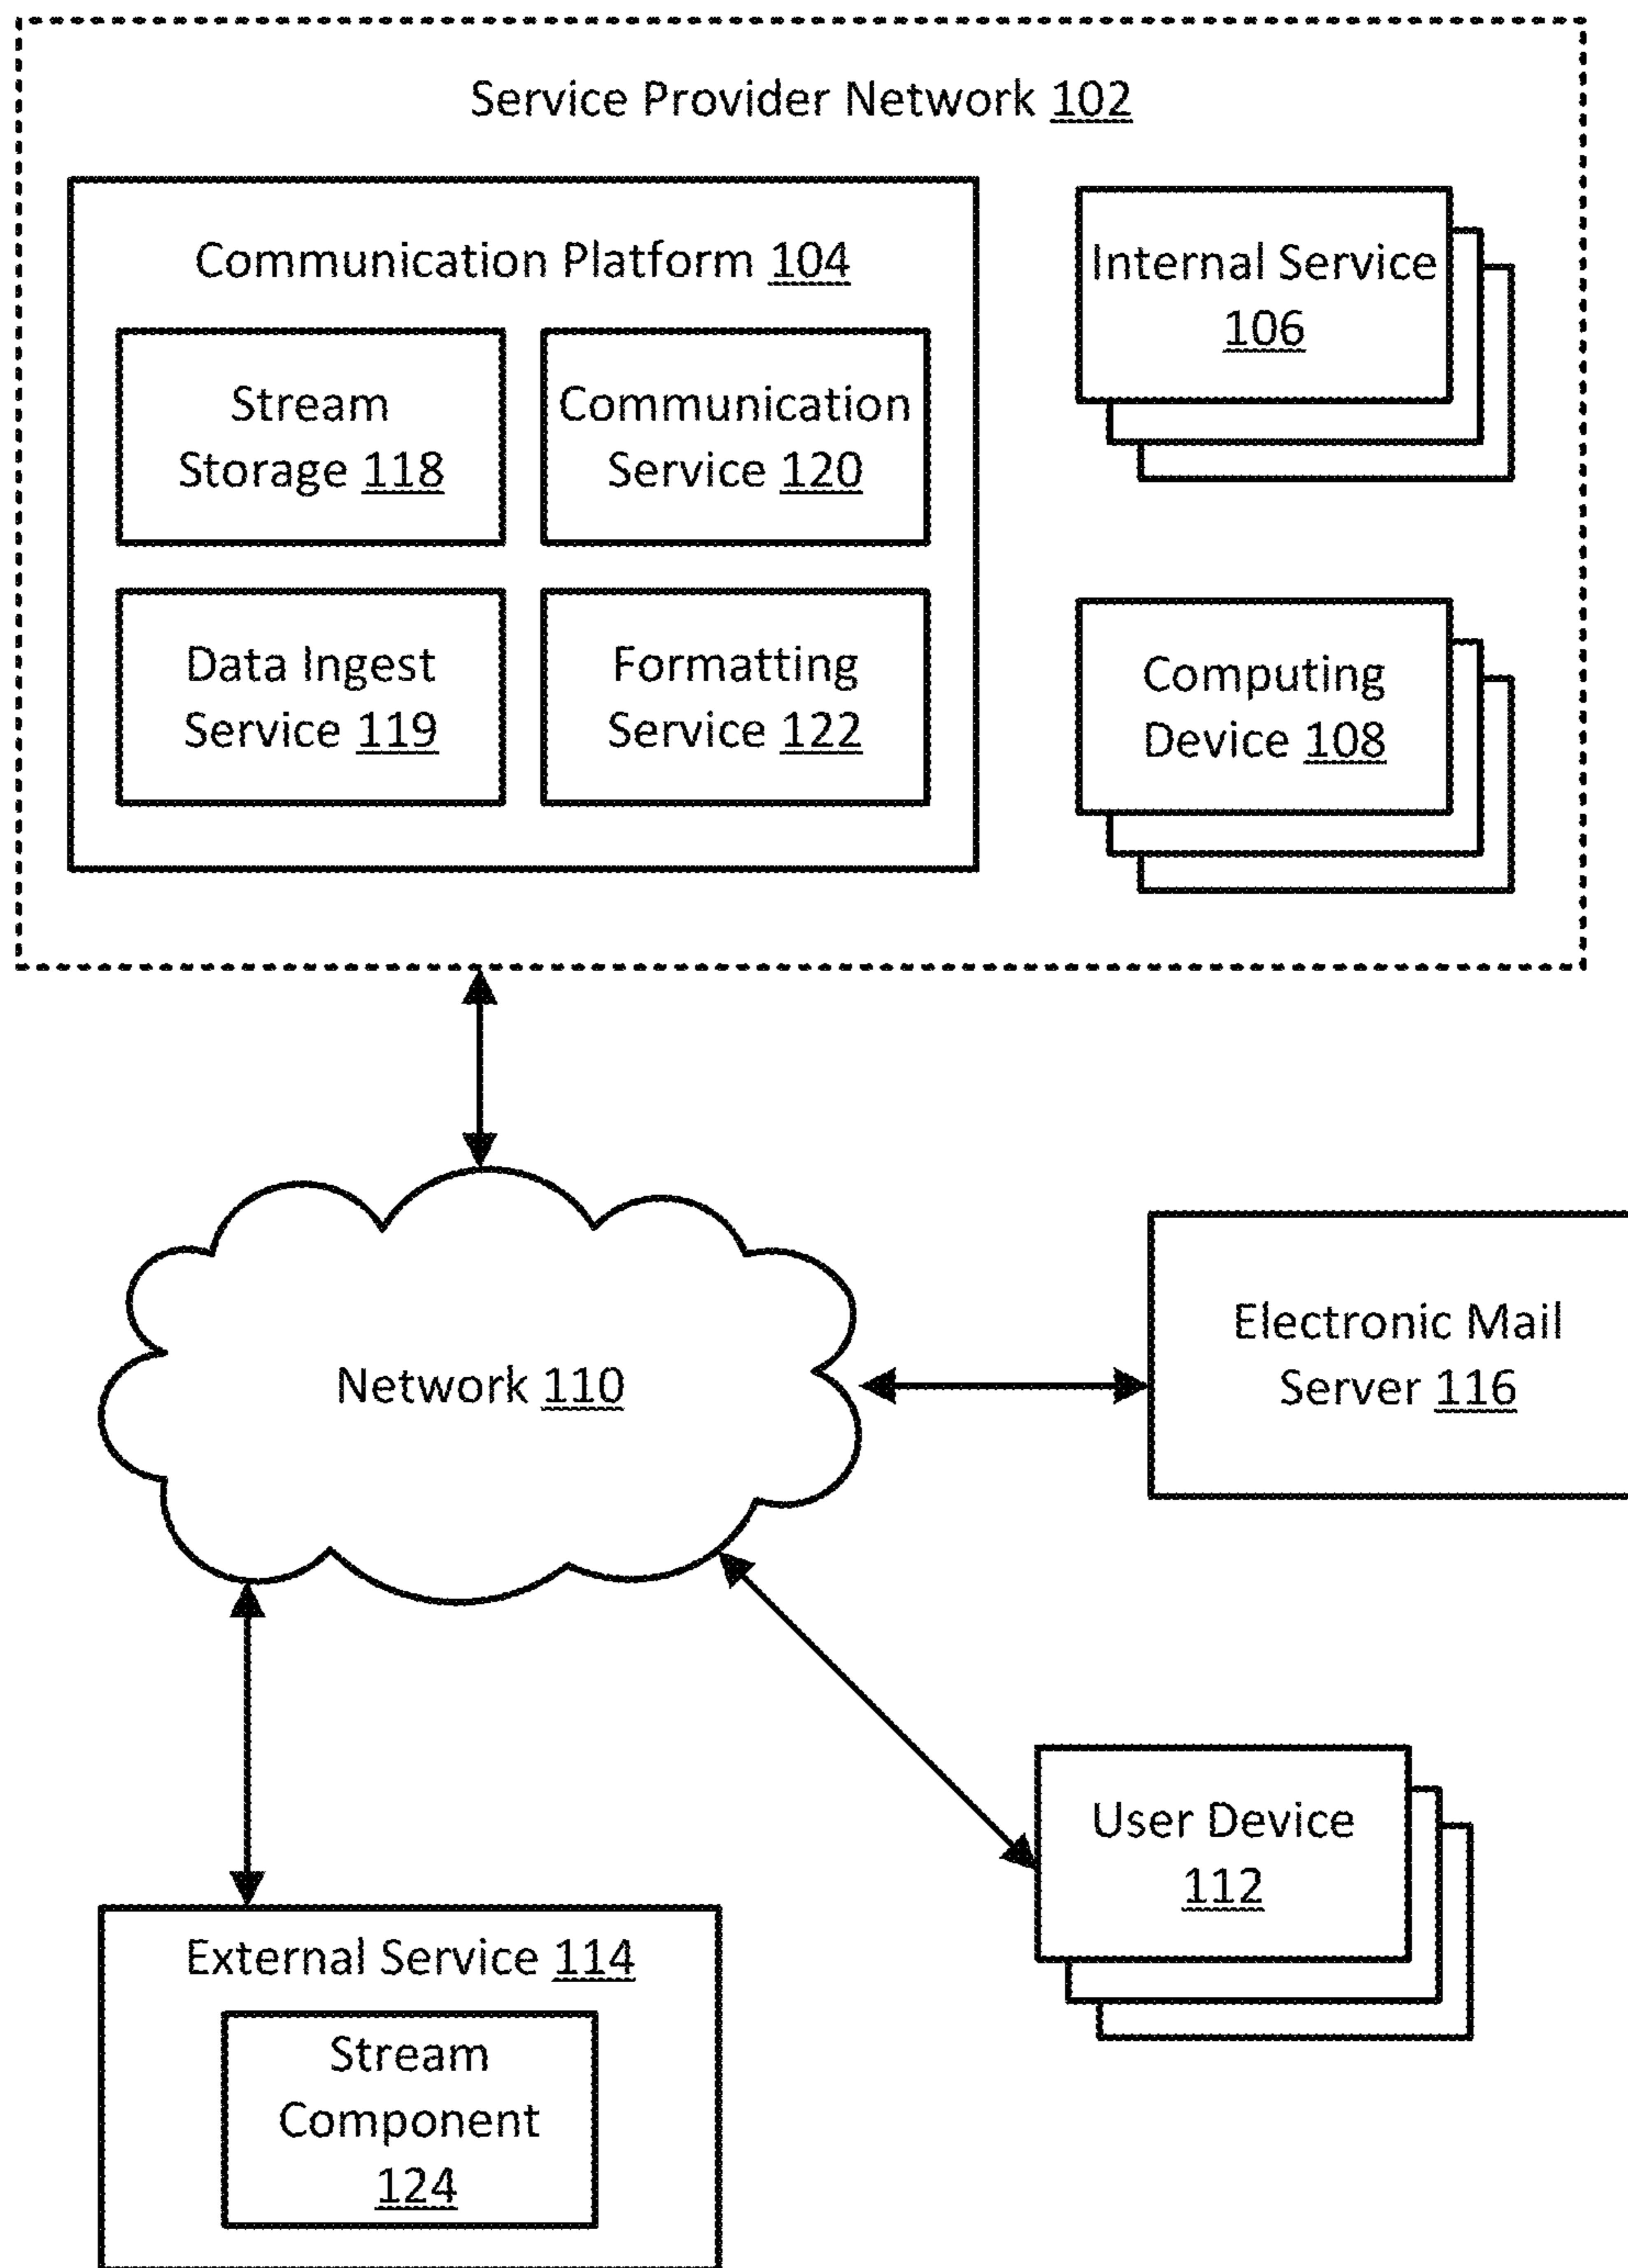 Service Provider Network 102
Communication Platform 104
Stream
Storage 118
Communication
Service 120
Data Ingest
Service 119
Formatting
Service 122
Internal Service
106
Computing
Device 108
Network 110
Electronic Mail
Server 116
User Device
112
External Service 114
Stream
Component
124